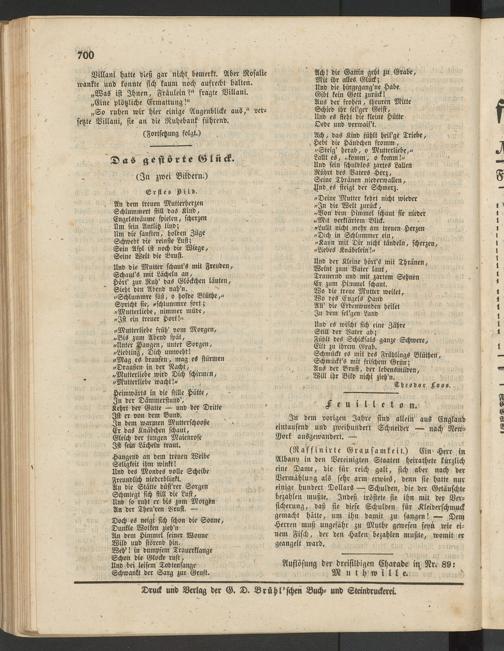 700
Villani hatte dieß gar nicht bemerkt. Aber Rosalie
wankte und konnte sich kaum noch aufrecht halten.
„Was ist Ihnen, Fräulein?“ fragte Villani.
„Eine plötzliche Ermattung!“
„So ruhen wir hier einige Augenblicke aus,“ ver-
setzte Villani, sie an die Ruhebank führend.
(Fortsetzung folgt.)
Das gestörte Glück.
(In zwei Bildern.)
Erstes Bild.
An dem treuen Mutterherzen
Schlummert still das Kind,
Engelsträume spielen, scherzen
Um sein Antlitz lind;
Um die sanften, holden Züge
Schwebt die reinste Lust;
Sein Asyl ist noch die Wiege,
Seine Welt die Brust.
Und die Mutter schaut's mit Freuden,
Schaut's mit Lächeln an,
Hört' zur Ruh' das Glöcklein läuten,
Sieht den Abend nah'n.
„Schlummre süß, o holde Blüthe,“
Spricht sie, „schlummre fort;
„Mutterliebe, nimmer müde,
„Ist ein treuer Port!“
„Mutterliebe früh' vom Morgen,
„Bis zum Abend spät,
„Unter Bangen, unter Sorgen,
„Liebling, Dich umweht!
„Mag es draußen, mag es stürmen
„Draußen in der Nacht,
„Mutterliebe wird Dich schirmen,
„Mutterliebe wacht!“
Heimwärts in die stille Hütte,
In der Dämmerstund',
Kehrt der Gatte — und der Dritte
Ist er von dem Bund.
In dem warmen Mutterschooße
Er das Knäbchen schaut,
Gleich der jungen Maienrose
Ist sein Lächeln traut.
Hangend an dem treuen Weibe
Seligkeit ihm winkt!
Und des Mondes volle Scheibe
Freundlich niederblickt.
An die Stätte bess'rer Sorgen
Schmiegt sich still die Lust,
Und so ruht er bis zum Morgen
An der Theu'ren Brust. —
Doch es neigt sich schon die Sonne,
Dunkle Wolken zieh'n
An dem Himmel seiner Wonne
Wild und störend hin.
Weh'! in dumpfem Trauerklange
Schon die Glocke ruft;
Und bei leisem Todtensange
Schwankt der Sarg zur Gruft.
Ach! die Gattin geht zu Grabe,
Mit ihr alles Glück;
Und die hingegang'ne Habe
Gibt kein Gott zurück!
Aus der frohen, theuren Mitte
Schied ihr sel'ger Geist,
Und es steht die kleine Hütte
Oede und verwais't.
Ach, das Kind fühlt heil'ge Triebe,
Hebt die Händchen fromm,
„Steig' herab, o Mutterliebe,“
Lallt es, „komm, o komm!“
Und sein schuldlos zartes Lallen
Rührt des Vaters Herz,
Seine Thränen niederwallen,
Und es steigt der Schmerz.
„Deine Mutter kehrt nicht wieder
„In die Welt zurück,
„Von dem Himmel schaut sie nieder
„Mit verklärtem Blick.
„Lullt nicht mehr am treuen Herzen
„Dich in Schlummer ein,
„Kann mit Dir nicht tändeln, scherzen,
„Liebes Knäbelein!“
Und der Kleine hört's mit Thränen,
Weint zum Vater laut,
Trauernd und mit zartem Sehnen
Er zum Himmel schaut.
Wo die treue Mutter weilet,
Wo des Engels Hand
All' die Erdenwunden heilet
In dem sel'gen Land
Und es wischt sich eine Zähre
Still der Vater ab;
Fühlt des Schicksals ganze Schwere,
Eilt zu ihrem Grab.
Schmückt es mit des Frühlings Blüthen,
Schmückt's mit frischem Grün;
Aus der Brust, der lebensmüden,
Will ihr Bild nicht zieh'n.
Theodor Loos.
Feuilleton.
In dem vorigen Jahre sind allein aus England
eintausend und zweihundert Schneider — nach New-
York ausgewandert. —
(Raffinirte Grausamkeit.) Ein Herr in
Albany in den Vereinigten Staaten heirathete kürzlich
eine Dame, die für reich galt, sich aber nach der
Vermählung als sehr arm erwies, denn sie hatte nur
einige hundert Dollars — Schulden, die der Getäuschte
bezahlen mußte. Indeß tröstete sie ihn mit der Ver-
sicherung, daß sie diese Schulden für Kleiderschmuck
gemacht hätte, um ihn damit zu fangen! — Dem
Herren muß ungefähr zu Muthe gewesen seyn wie ei-
nem Fisch, der den Haken bezahlen mußte, womit er
geangelt ward.
Auflösung der dreisilbigen Charade in Nr. 89:
Muthwille.
Druck und Verlag der G. D. Brühl'schen Buch- und Steindruckerei.